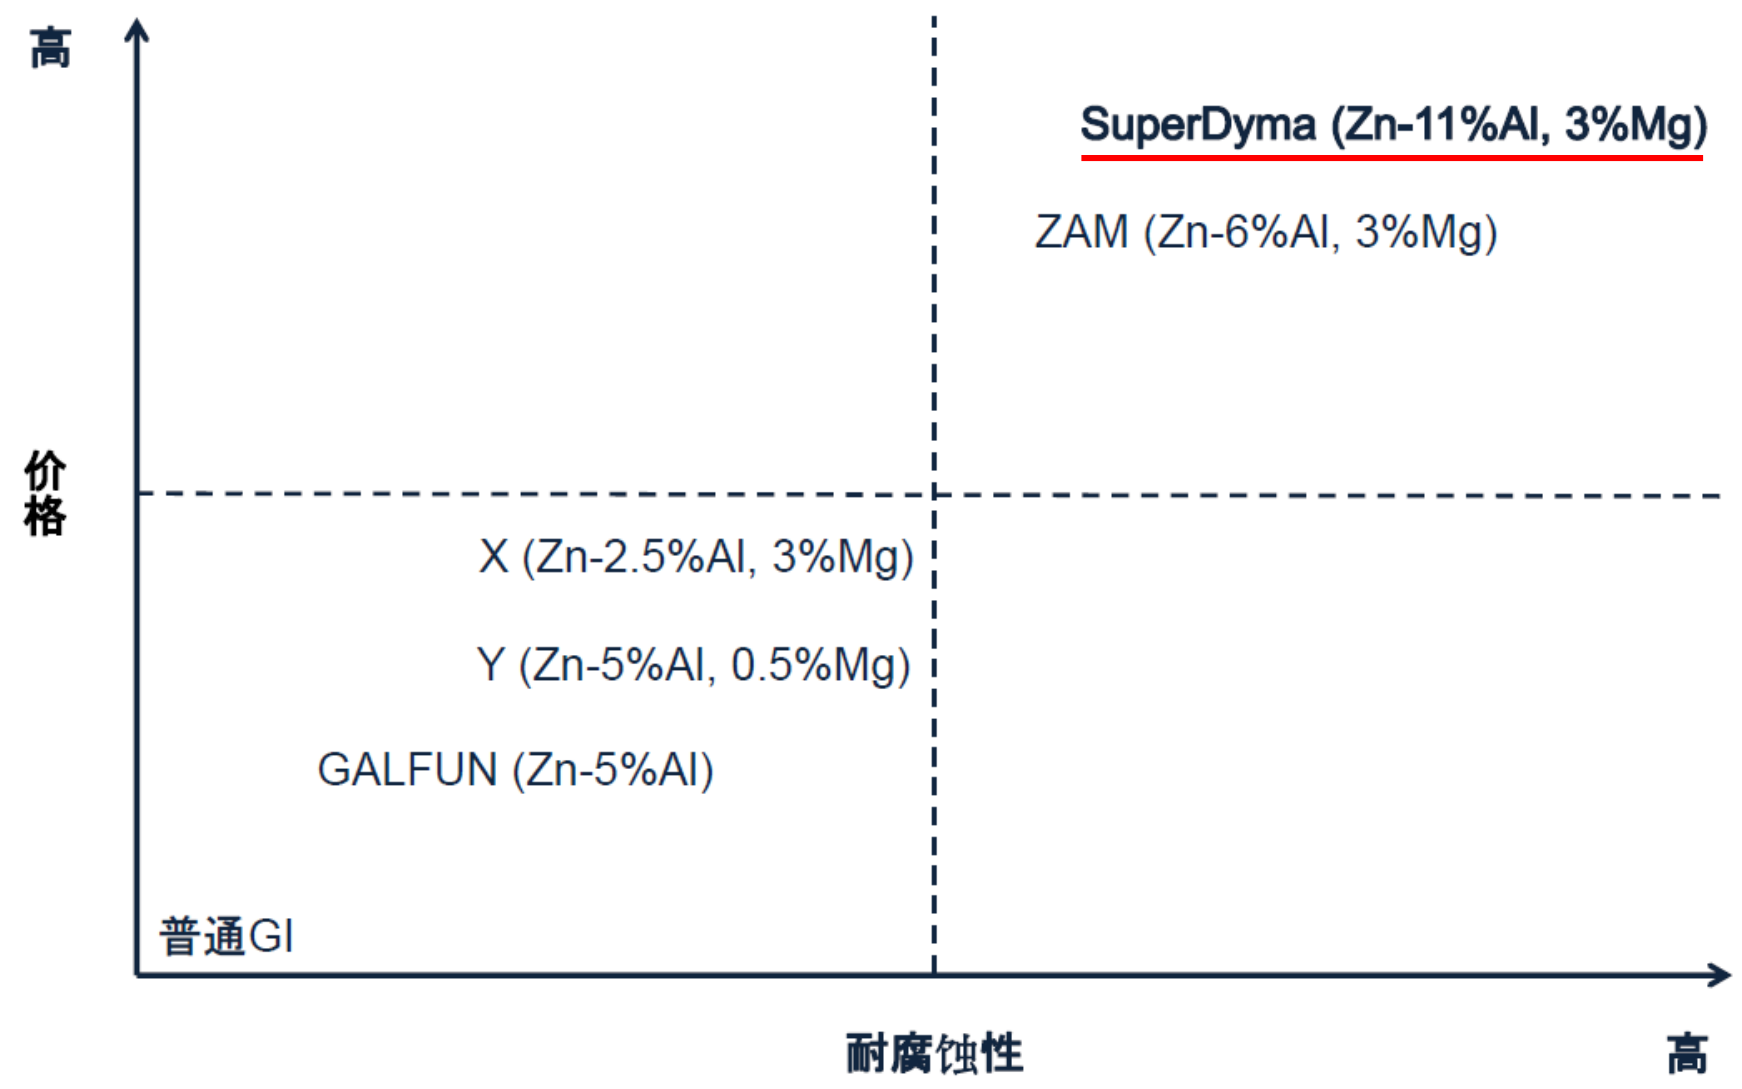 高
SuperDyma (Zn-11%Al, 3%Mg)
ZAM (Zn-6%Al, 3%Mg)
价
格
X (Zn-2.5%Al, 3%Mg)
Y (Zn-5%Al, 0.5%Mg)
GALFUN (Zn-5%Al)
普通GI
耐腐蚀性
高